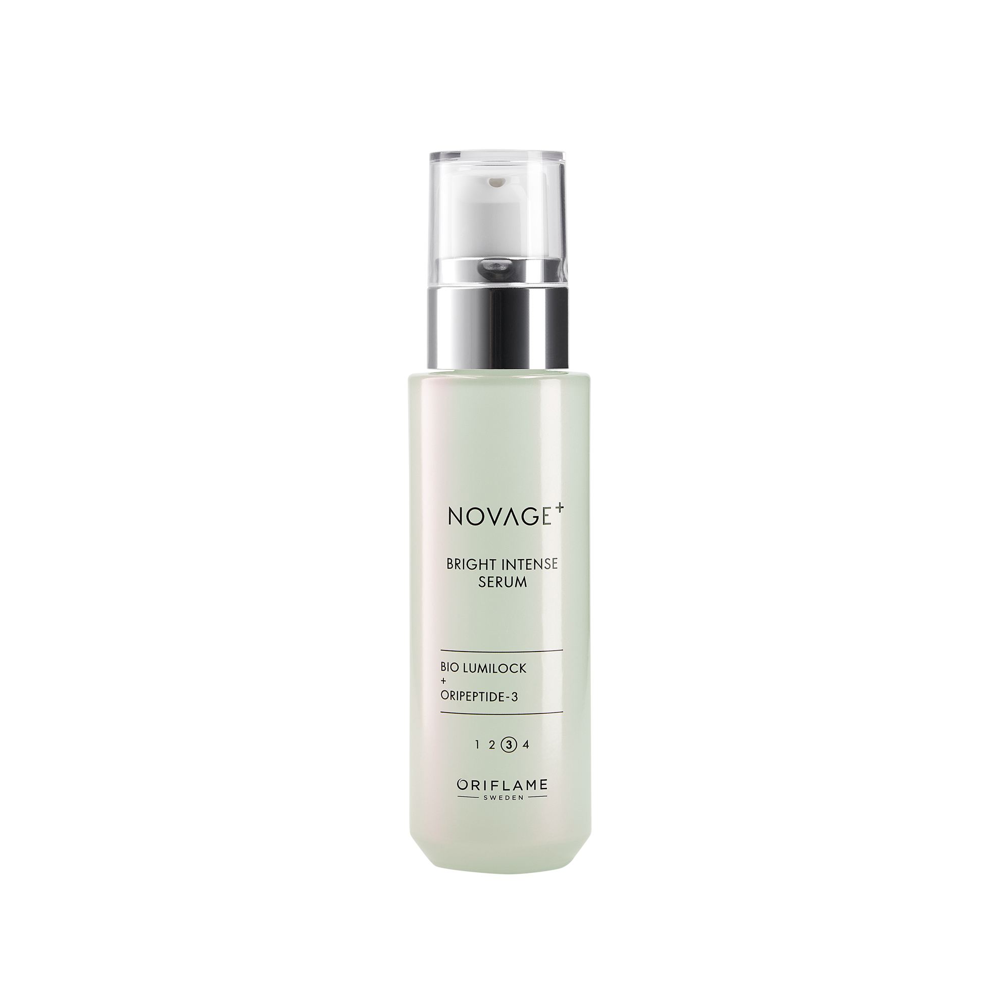 NOVAGE+
BRIGHT INTENSE
SERUM
BIO LUMILOCK
+
ORIPEPTIDE-3
1 2 3 4
ORIFLAME
SWEDEN